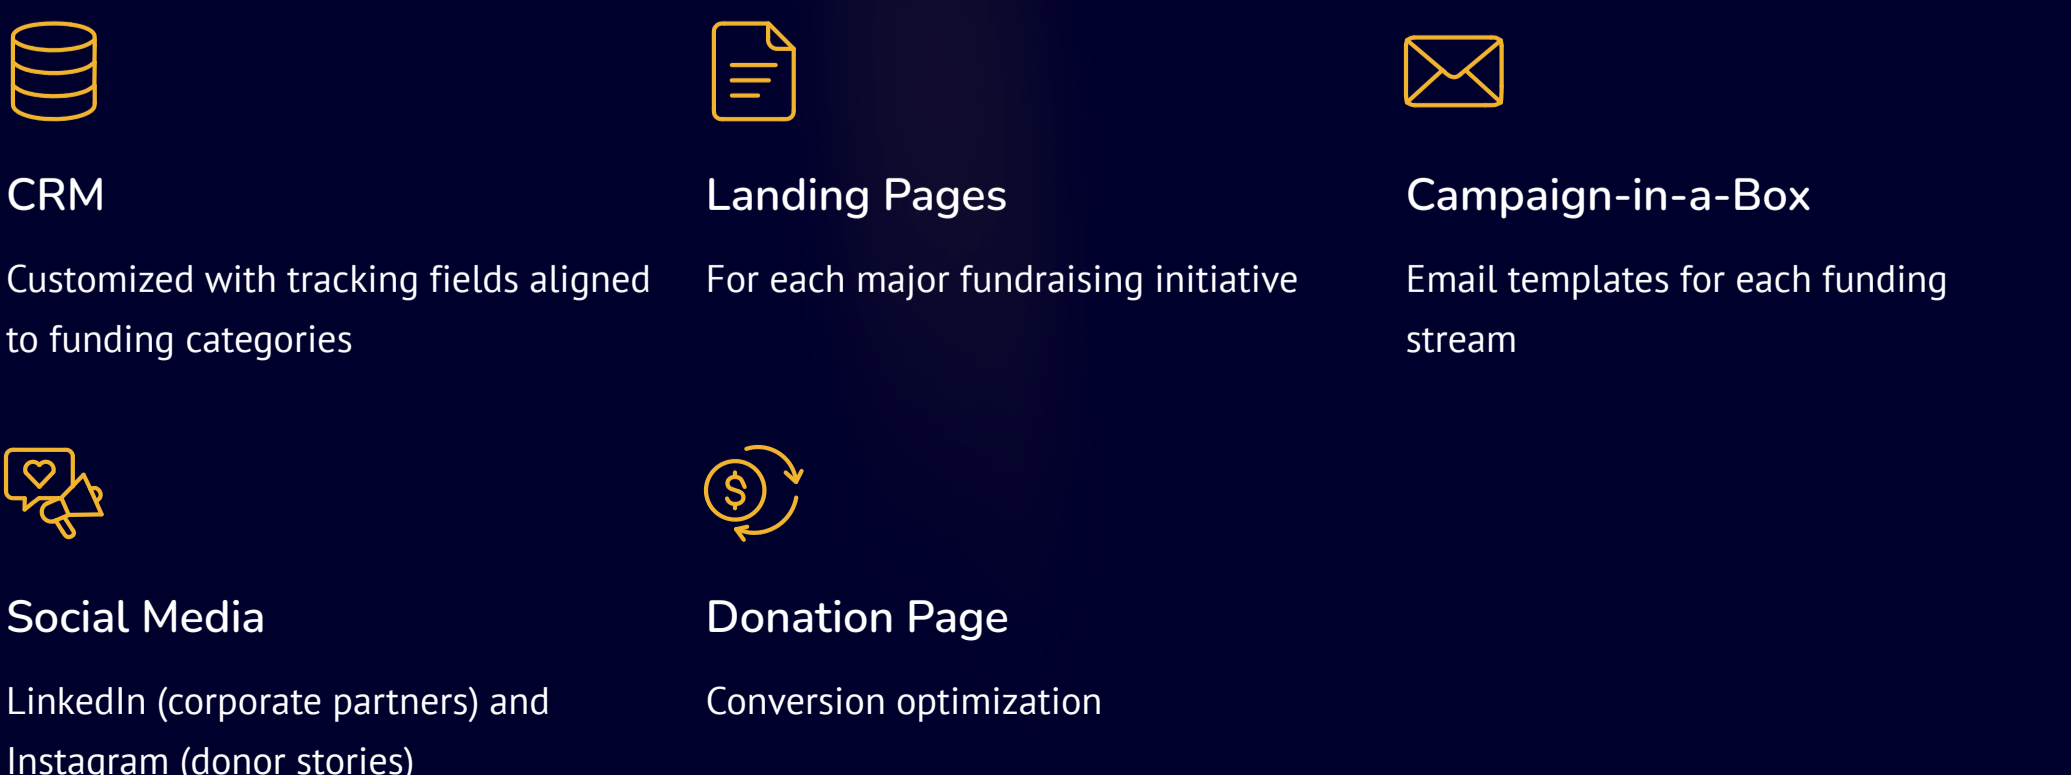 CRM
Customized with tracking fields aligned
to funding categories
Landing Pages
For each major fundraising initiative
Campaign-in-a-Box
Email templates for each funding
stream
Social Media
LinkedIn (corporate partners) and
Instagram (donor stories)
Donation Page
Conversion optimization